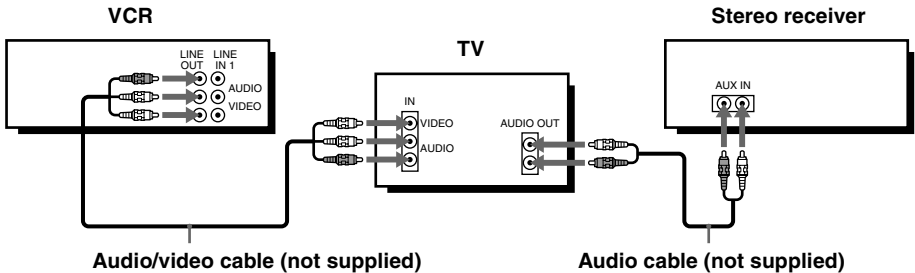 VCR
Stereo receiver
TV
LINE OUT
LINE IN 1
AUDIO
VIDEO
IN
VIDEO
AUDIO
AUDIO OUT
AUX IN
Audio/video cable (not supplied)
Audio cable (not supplied)